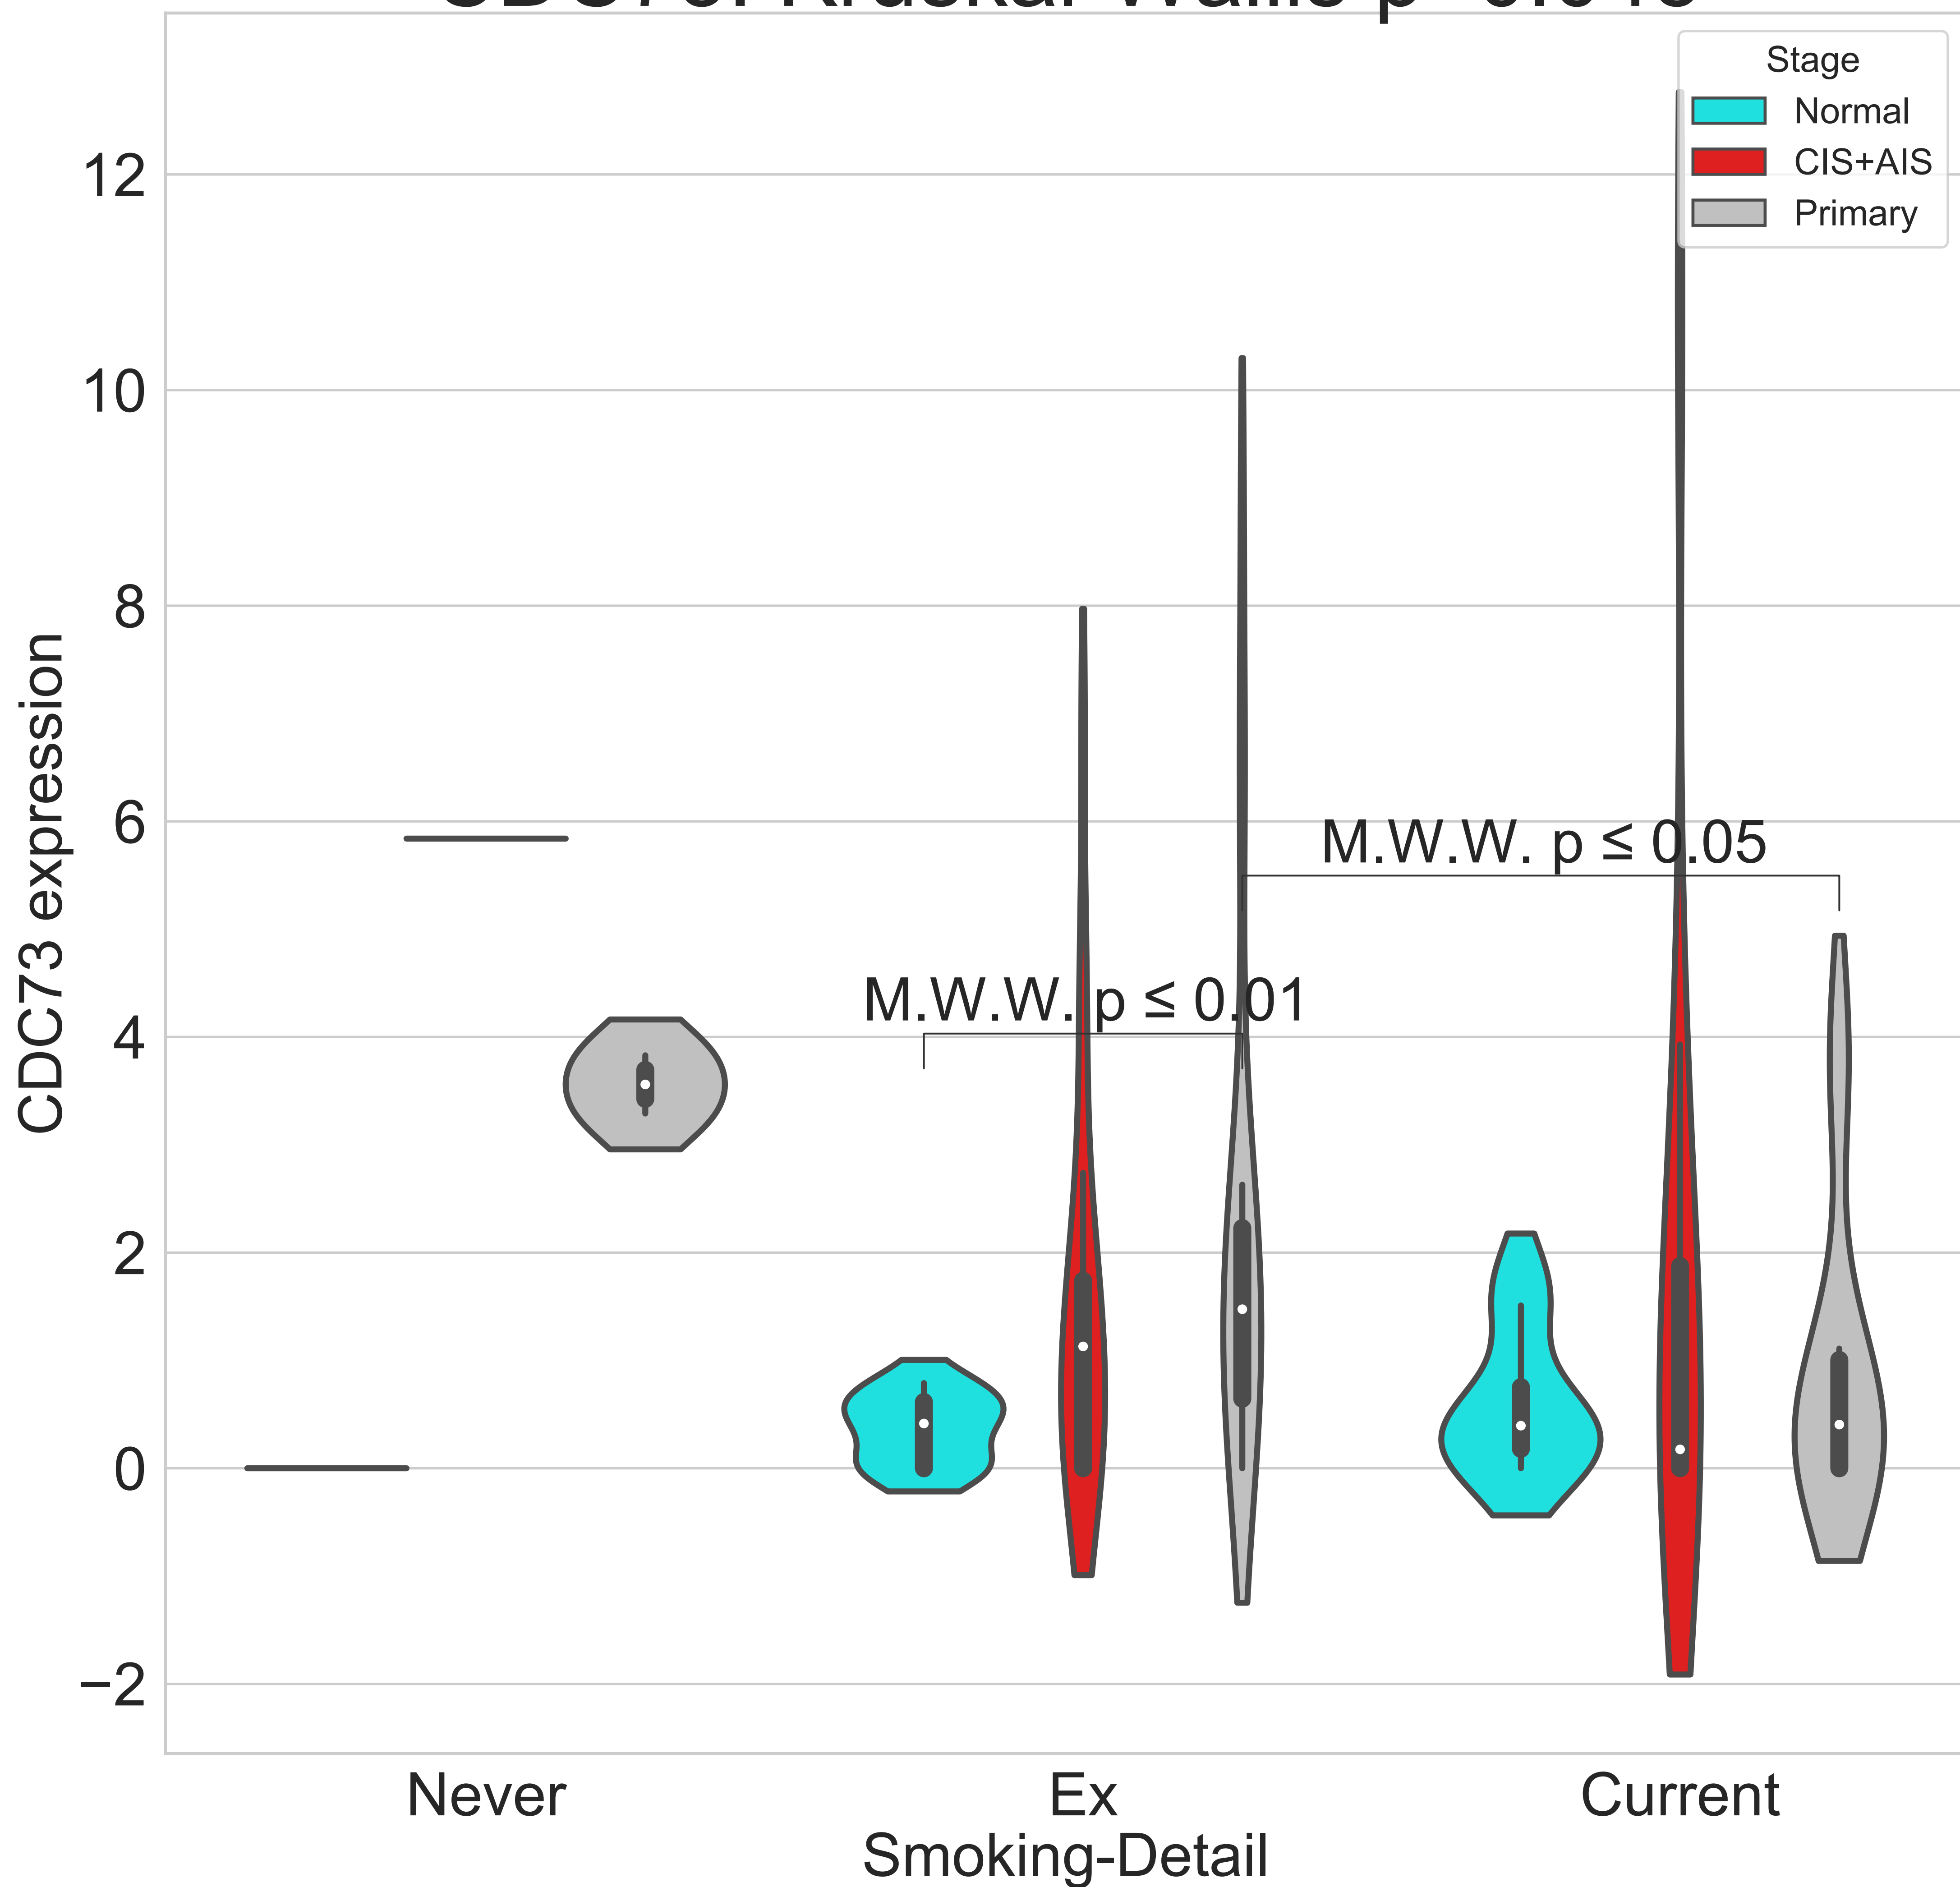 Stage
Normal
CIS+AIS
Primary
12
10
8
6
4
2
0
−2
CDC73 expression
M.W.W. p ≤ 0.05
M.W.W. p ≤ 0.01
Never
Ex
Current
Smoking-Detail